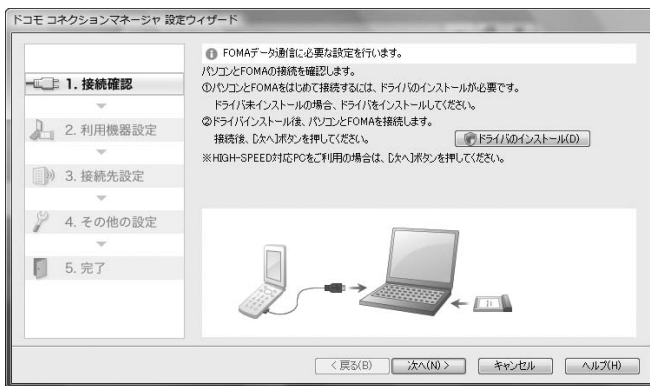 ドコモ コネクションマネージャ 設定ウィザード
1. 接続確認
2. 利用機器設定
3. 接続先設定
4. その他の設定
5. 完了
FOMAデータ通信に必要な設定を行います。
パソコンとFOMAの接続を確認します。
①パソコンとFOMAをはじめて接続するには、ドライバのインストールが必要です。
ドライバ未インストールの場合、ドライバをインストールしてください。
②ドライバインストール後、パソコンとFOMAを接続します。
接続後、[次へ]ボタンを押してください。
ドライバのインストール(D)
※HIGH-SPEED対応PCをご利用の場合は、[次へ]ボタンを押してください。
< 戻る(B)
次へ(N) >
キャンセル
ヘルプ(H)